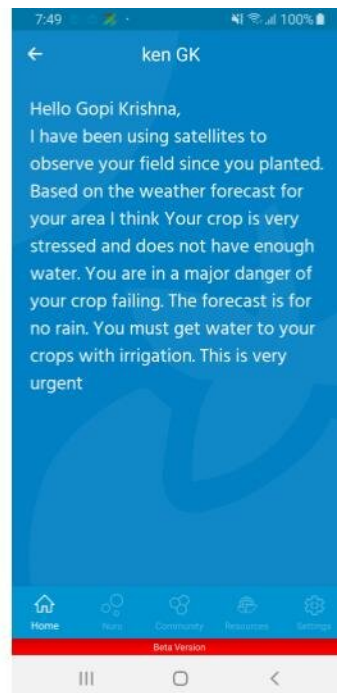 7:49 100%
ken GK
Hello Gopi Krishna,
I have been using satellites to
observe your field since you planted.
Based on the weather forecast for
your area I think Your crop is very
stressed and does not have enough
water. You are in a major danger of
your crop failing. The forecast is for
no rain. You must get water to your
crops with irrigation. This is very
urgent
Home Nuru Community Resources Settings
Beta Version